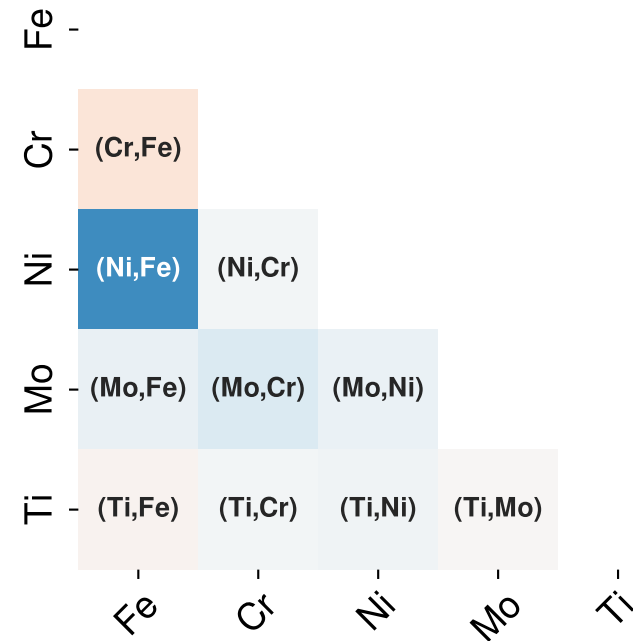 Fe
Cr
(Cr,Fe)
Ni
(Ni,Fe)
(Ni,Cr)
Mo
(Mo,Fe)
(Mo,Cr)
(Mo,Ni)
Ti
(Ti,Fe)
(Ti,Cr)
(Ti,Ni)
(Ti,Mo)
Fe
Cr
Ni
Mo
Ti